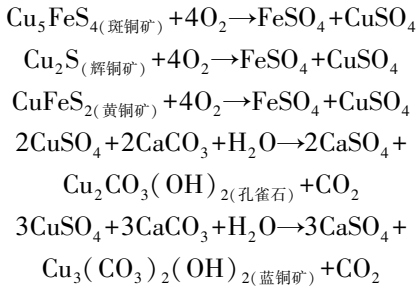 Cu₅FeS₄(斑铜矿)+4O₂→FeSO₄+CuSO₄
Cu₂S(辉铜矿)+4O₂→FeSO₄+CuSO₄
CuFeS₂(黄铜矿)+4O₂→FeSO₄+CuSO₄
2CuSO₄+2CaCO₃+H₂O→2CaSO₄+
Cu₂CO₃(OH)₂(孔雀石)+CO₂
3CuSO₄+3CaCO₃+H₂O→3CaSO₄+
Cu₃(CO₃)₂(OH)₂(蓝铜矿)+CO₂